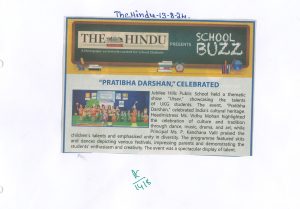 The Hindu-13-8-24.
THE HINDU
PRESENTS
SCHOOL
BUZZ
"PRATIBHA DARSHAN," CELEBRATED
Jubilee Hills Public School held a thematic
show "Utsav," showcasing the talents
of UKG students. The event, "Pratibha
Darshan," celebrated India's cultural heritage.
Headmistress Ms. Vidhu Mohan highlighted
the celebration of culture and tradition
through dance, music, drama, and art, while
Principal Ms. P. Kanchana Valli praised the
children's talents and emphasised unity in diversity. The programme featured skits
and dances depicting various festivals, impressing parents and demonstrating the
students' enthusiasm and creativity. The event was a spectacular display of talent.
14/8